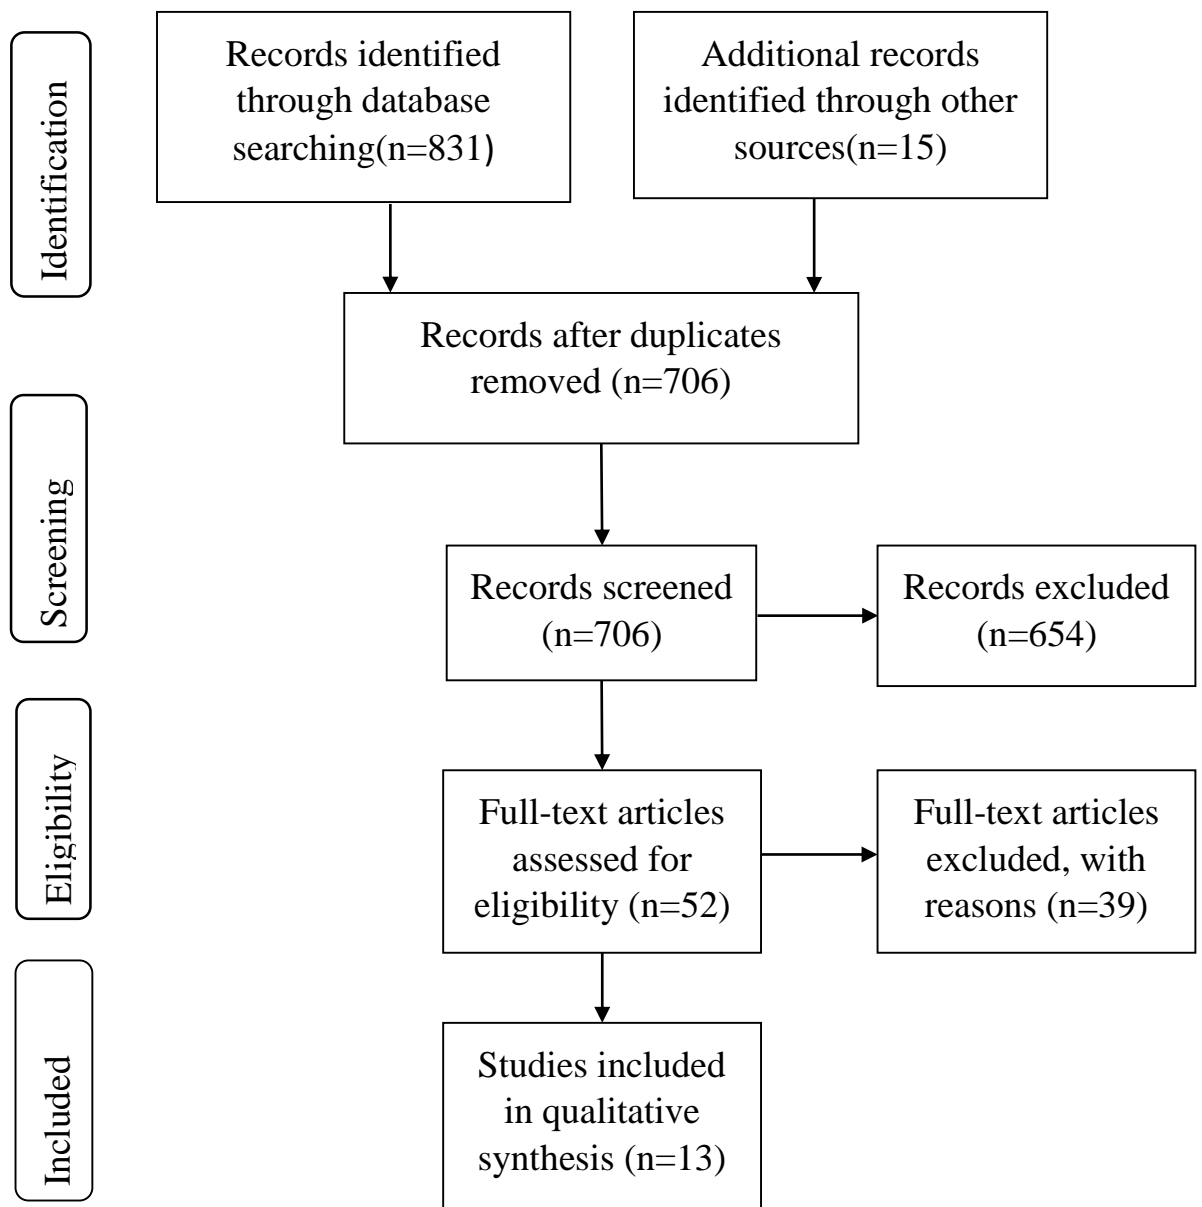 Identification
Records identified
through database
searching(n=831)
Additional records
identified through other
sources(n=15)
Records after duplicates
removed (n=706)
Screening
Records screened
(n=706)
Records excluded
(n=654)
Eligibility
Full-text articles
assessed for
eligibility (n=52)
Full-text articles
excluded, with
reasons (n=39)
Included
Studies included
in qualitative
synthesis (n=13)